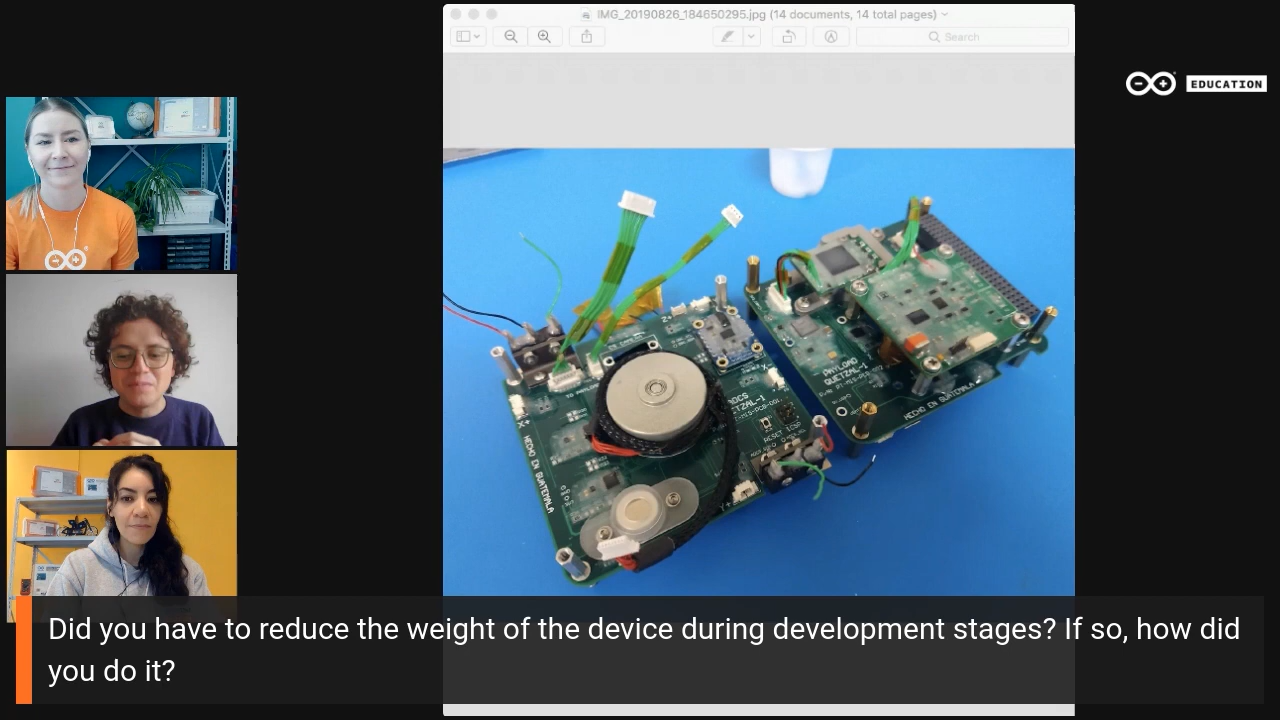 IMG_20190826_184650295.jpg (14 documents, 14 total pages)
Search
EDUCATION
PAYLOAD
QUETZAL-1
HECHO EN GUATEMALA
RESET
HECHO EN GUATEMALA
Did you have to reduce the weight of the device during development stages? If so, how did
you do it?